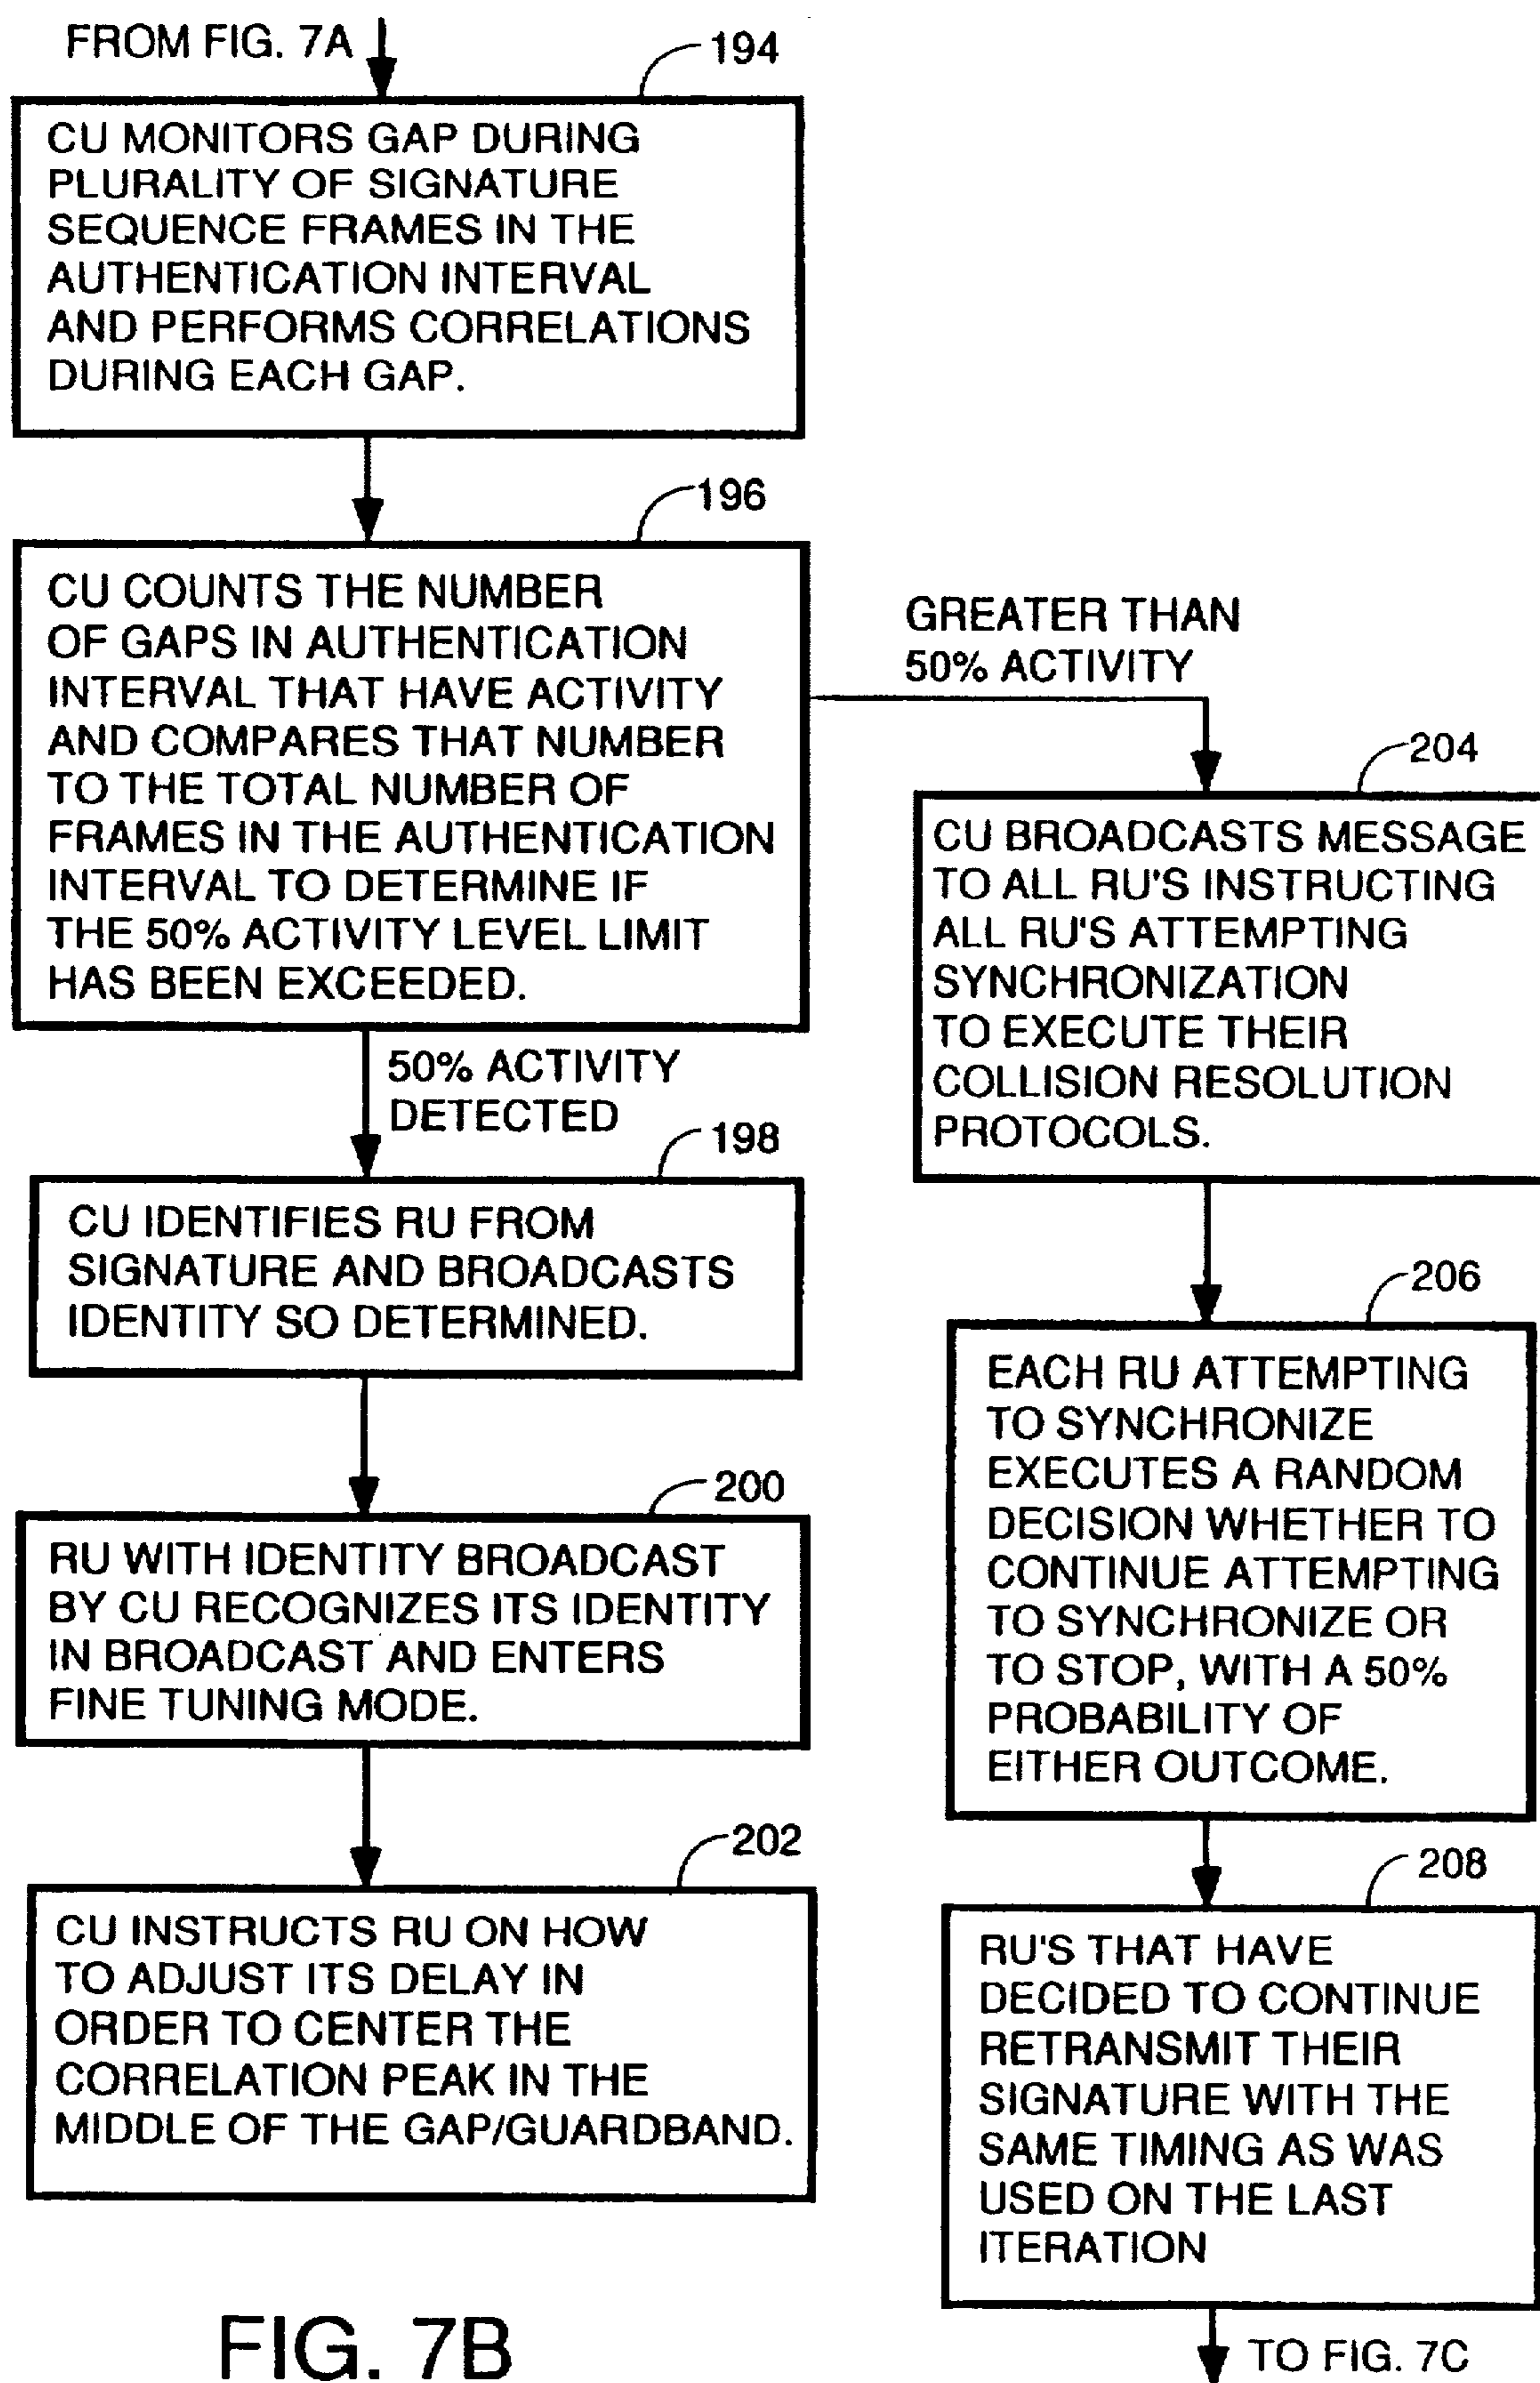 FROM FIG. 7A
194
CU MONITORS GAP DURING
PLURALITY OF SIGNATURE
SEQUENCE FRAMES IN THE
AUTHENTICATION INTERVAL
AND PERFORMS CORRELATIONS
DURING EACH GAP.
196
CU COUNTS THE NUMBER
OF GAPS IN AUTHENTICATION
INTERVAL THAT HAVE ACTIVITY
AND COMPARES THAT NUMBER
TO THE TOTAL NUMBER OF
FRAMES IN THE AUTHENTICATION
INTERVAL TO DETERMINE IF
THE 50% ACTIVITY LEVEL LIMIT
HAS BEEN EXCEEDED.
50% ACTIVITY
DETECTED
198
CU IDENTIFIES RU FROM
SIGNATURE AND BROADCASTS
IDENTITY SO DETERMINED.
200
RU WITH IDENTITY BROADCAST
BY CU RECOGNIZES ITS IDENTITY
IN BROADCAST AND ENTERS
FINE TUNING MODE.
202
CU INSTRUCTS RU ON HOW
TO ADJUST ITS DELAY IN
ORDER TO CENTER THE
CORRELATION PEAK IN THE
MIDDLE OF THE GAP/GUARDBAND.
GREATER THAN
50% ACTIVITY
204
CU BROADCASTS MESSAGE
TO ALL RU'S INSTRUCTING
ALL RU'S ATTEMPTING
SYNCHRONIZATION
TO EXECUTE THEIR
COLLISION RESOLUTION
PROTOCOLS.
206
EACH RU ATTEMPTING
TO SYNCHRONIZE
EXECUTES A RANDOM
DECISION WHETHER TO
CONTINUE ATTEMPTING
TO SYNCHRONIZE OR
TO STOP, WITH A 50%
PROBABILITY OF
EITHER OUTCOME.
208
RU'S THAT HAVE
DECIDED TO CONTINUE
RETRANSMIT THEIR
SIGNATURE WITH THE
SAME TIMING AS WAS
USED ON THE LAST
ITERATION
TO FIG. 7C
FIG. 7B